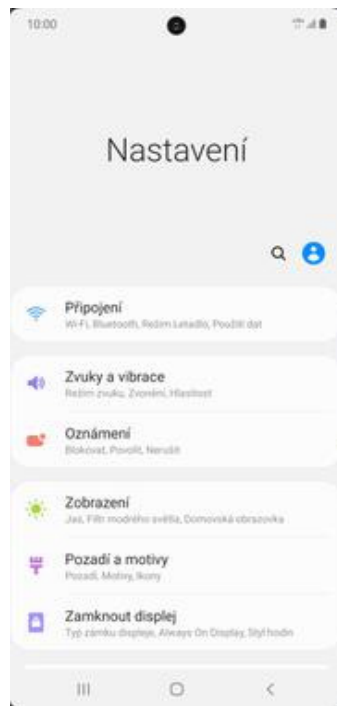 10:00
Nastavení
Připojení
Wi-Fi, Bluetooth, Režim Letadlo, Použití dat
Zvuky a vibrace
Režim zvuku, Zvonění, Hlasitost
Oznámení
Blokovat, Povolit, Nerušit
Zobrazení
Jas, Filtr modrého světla, Domovská obrazovka
Pozadí a motivy
Pozadí, Motivy, Ikony
Zamknout displej
Typ zámku displeje, Always On Display, Styl hodin